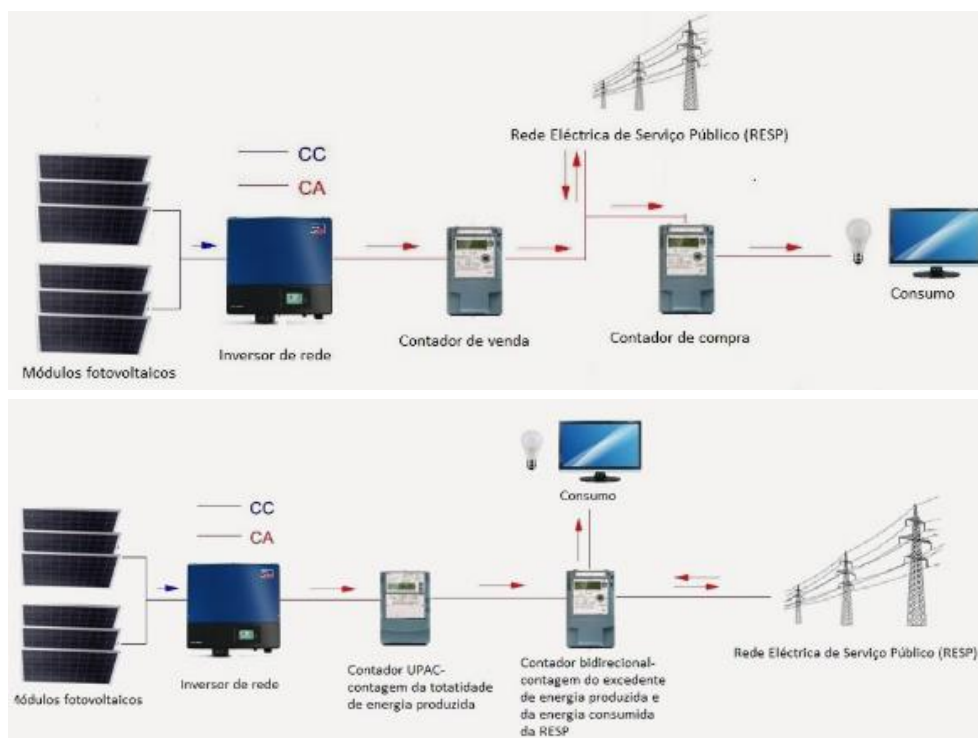 Rede Eléctrica de Serviço Público (RESP)
CC
CA
Contador de venda
Contador de compra
Consumo
Inversor de rede
Módulos fotovoltaicos
Consumo
CC
CA
Contador UPAC-
contagem da totatidade
de energia produzida
Contador bidirecional-
contagem do excedente
de energia produzida e
da energia consumida
da RESP
Rede Eléctrica de Serviço Público (RESP)
Inversor de rede
Módulos fotovoltaicos